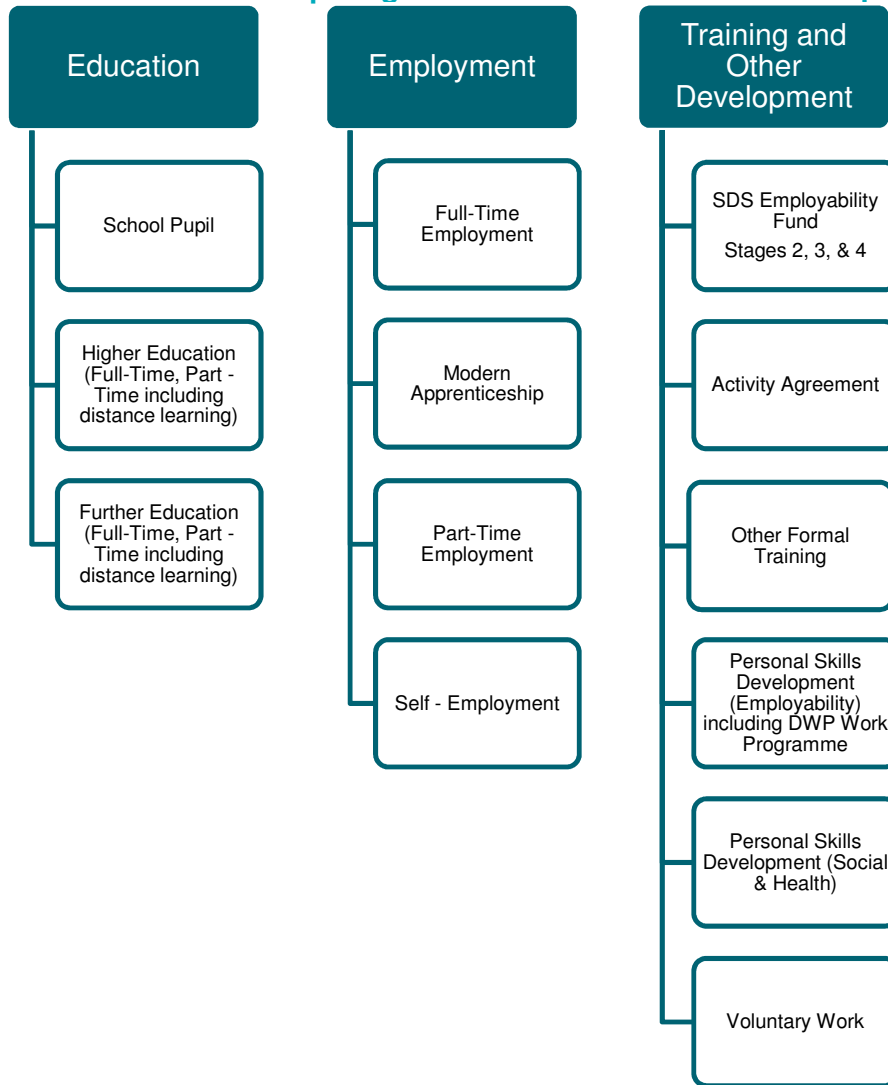 Education
School Pupil
Higher Education
(Full-Time, Part -
Time including
distance learning)
Further Education
(Full-Time, Part -
Time including
distance learning)
Employment
Full-Time
Employment
Modern
Apprenticeship
Part-Time
Employment
Self - Employment
Training and
Other
Development
SDS Employability
Fund
Stages 2, 3, & 4
Activity Agreement
Other Formal
Training
Personal Skills
Development
(Employability)
including DWP Work
Programme
Personal Skills
Development (Social
& Health)
Voluntary Work